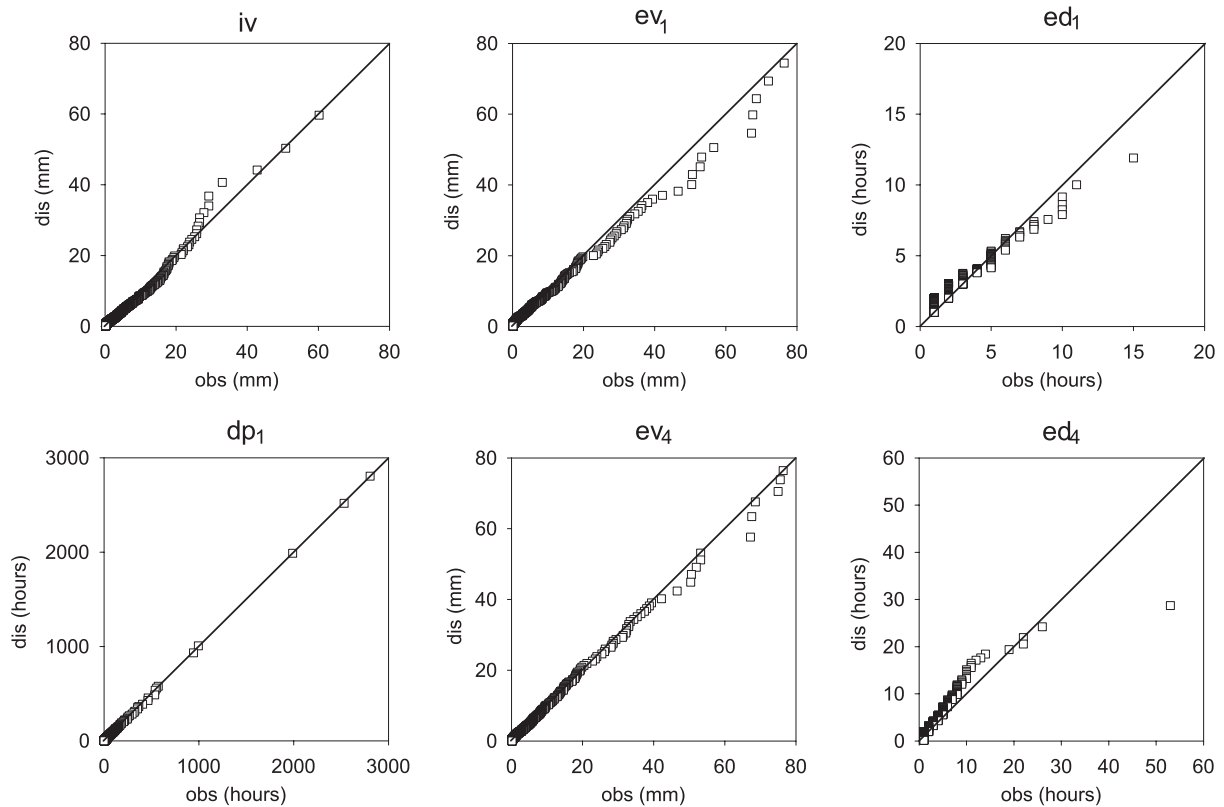 iv
80
60
40
20
0
dis (mm)
0 20 40 60 80
obs (mm)
ev1
80
60
40
20
0
dis (mm)
0 20 40 60 80
obs (mm)
ed1
20
15
10
5
0
dis (hours)
0 5 10 15 20
obs (hours)
dp1
3000
2000
1000
0
dis (hours)
0 1000 2000 3000
obs (hours)
ev4
80
60
40
20
0
dis (mm)
0 20 40 60 80
obs (mm)
ed4
60
50
40
30
20
10
0
dis (hours)
0 10 20 30 40 50 60
obs (hours)